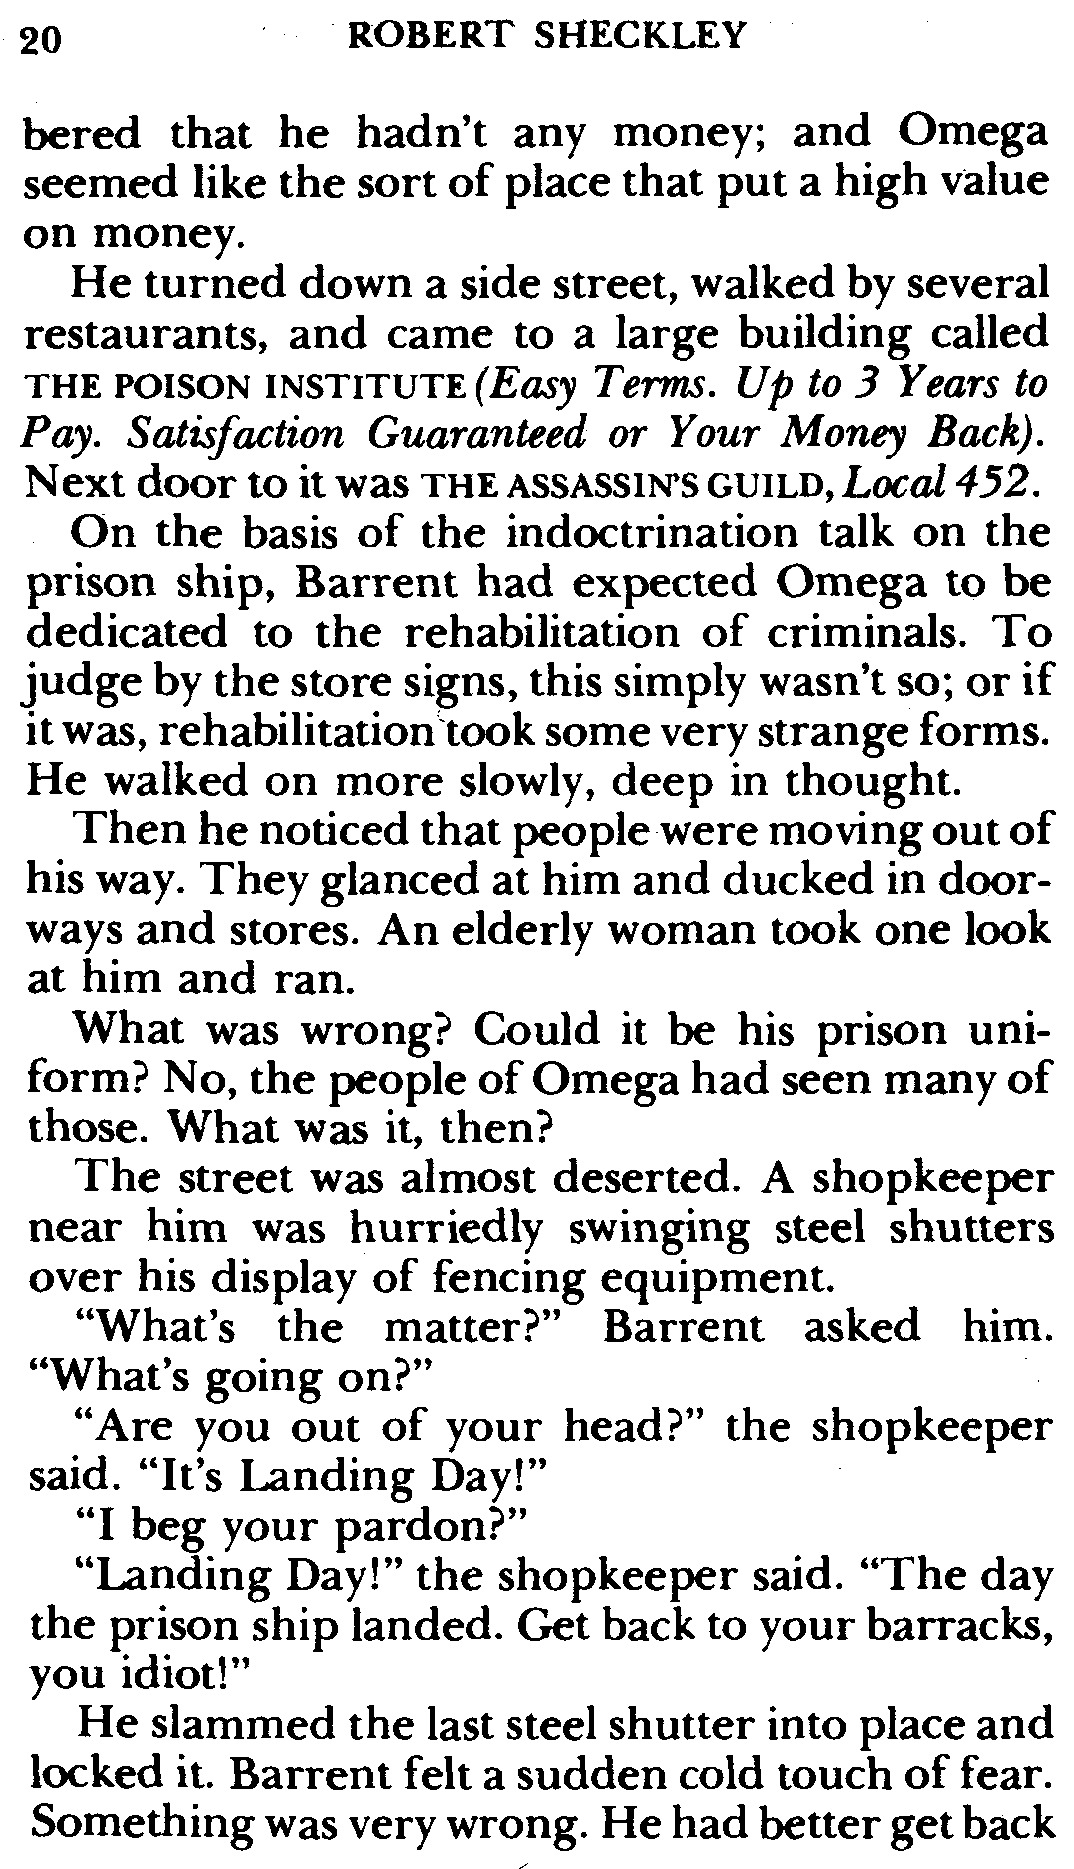 20 ROBERT SHECKLEY
bered that he hadn't any money; and Omega
seemed like the sort of place that put a high value
on money.
He turned down a side street, walked by several
restaurants, and came to a large building called
THE POISON INSTITUTE (Easy Terms. Up to 3 Years to
Pay. Satisfaction Guaranteed or Your Money Back).
Next door to it was THE ASSASSIN'S GUILD, Local 452.
On the basis of the indoctrination talk on the
prison ship, Barrent had expected Omega to be
dedicated to the rehabilitation of criminals. To
judge by the store signs, this simply wasn't so; or if
it was, rehabilitation took some very strange forms.
He walked on more slowly, deep in thought.
Then he noticed that people were moving out of
his way. They glanced at him and ducked in door-
ways and stores. An elderly woman took one look
at him and ran.
What was wrong? Could it be his prison uni-
form? No, the people of Omega had seen many of
those. What was it, then?
The street was almost deserted. A shopkeeper
near him was hurriedly swinging steel shutters
over his display of fencing equipment.
"What's the matter?" Barrent asked him.
"What's going on?"
"Are you out of your head?" the shopkeeper
said. "It's Landing Day!"
"I beg your pardon?"
"Landing Day!" the shopkeeper said. "The day
the prison ship landed. Get back to your barracks,
you idiot!"
He slammed the last steel shutter into place and
locked it. Barrent felt a sudden cold touch of fear.
Something was very wrong. He had better get back